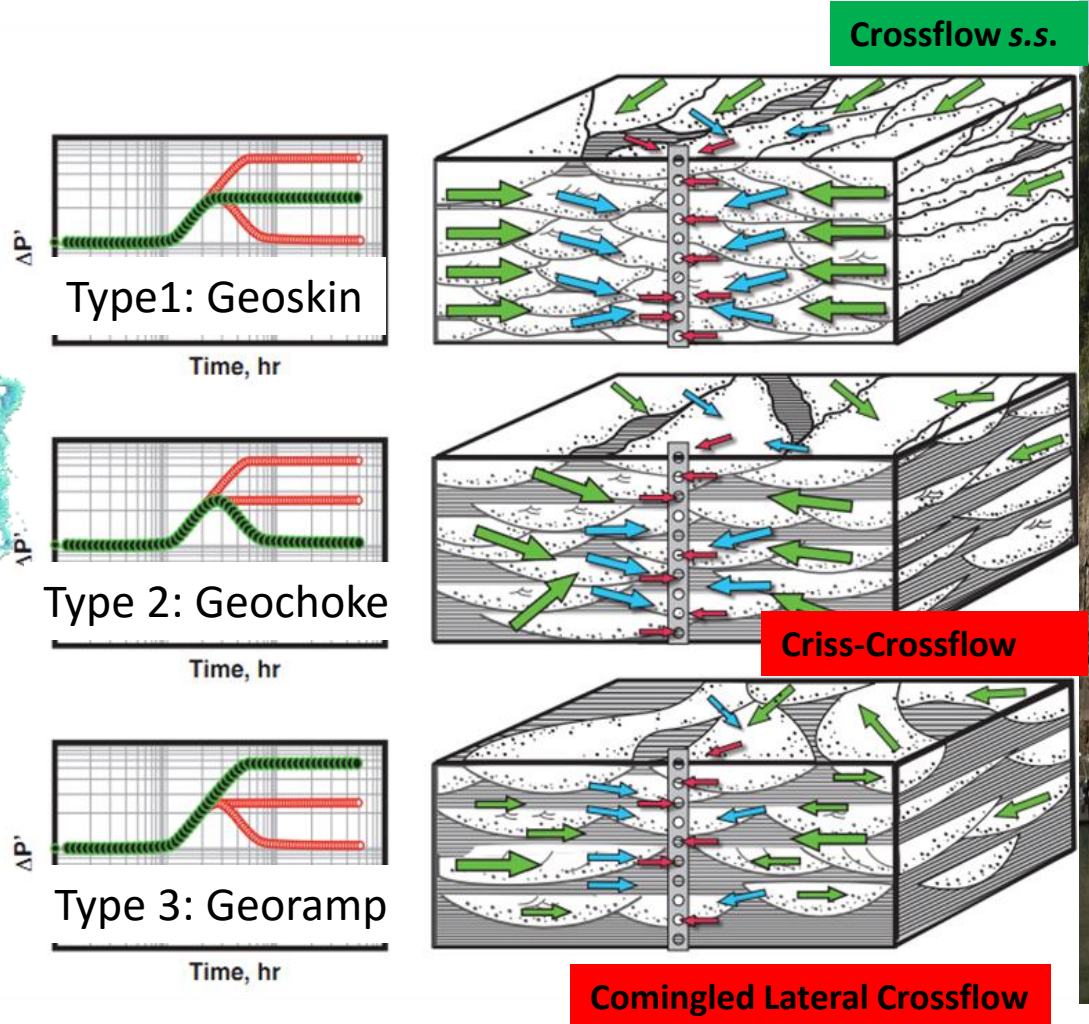 Crossflow s.s.
ΔP'
Type1: Geoskin
Time, hr
ΔP'
Type 2: Geochoke
Time, hr
Criss-Crossflow
ΔP'
Type 3: Georamp
Time, hr
Comingled Lateral Crossflow